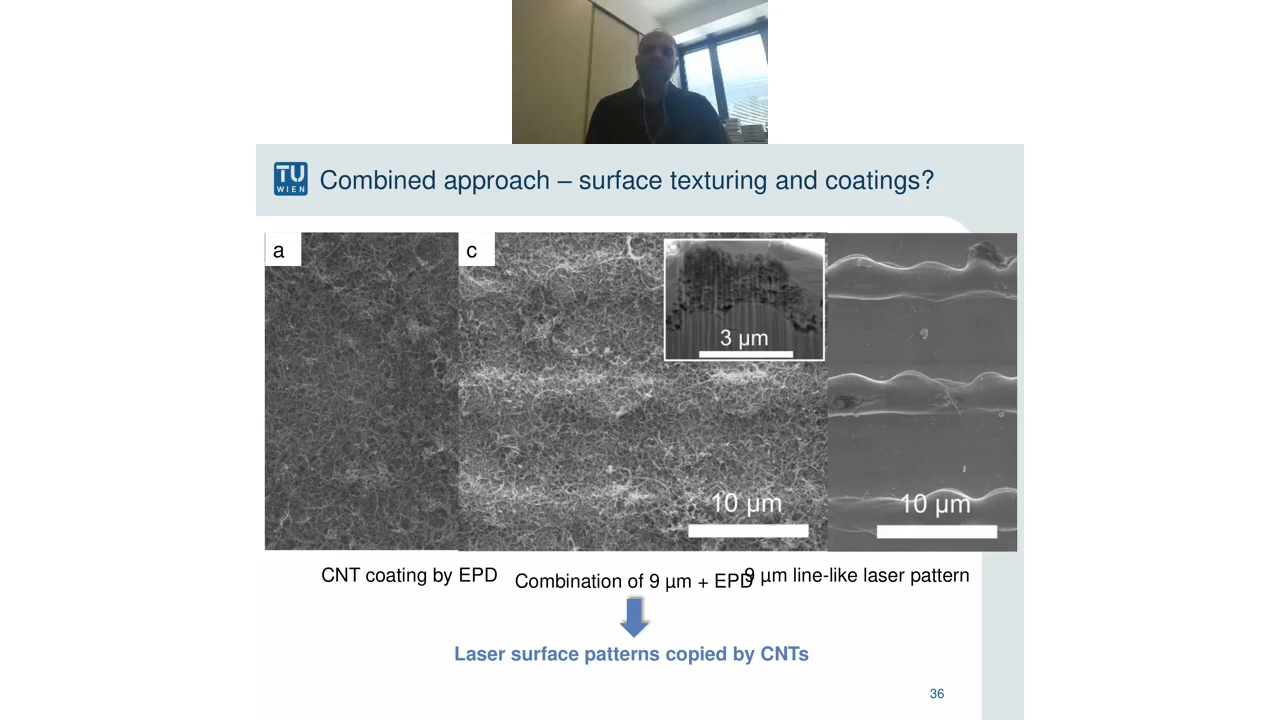 TU
WIEN
Combined approach – surface texturing and coatings?
a
c
3 µm
10 µm
10 µm
CNT coating by EPD
Combination of 9 µm + EPD
9 µm line-like laser pattern
Laser surface patterns copied by CNTs
36